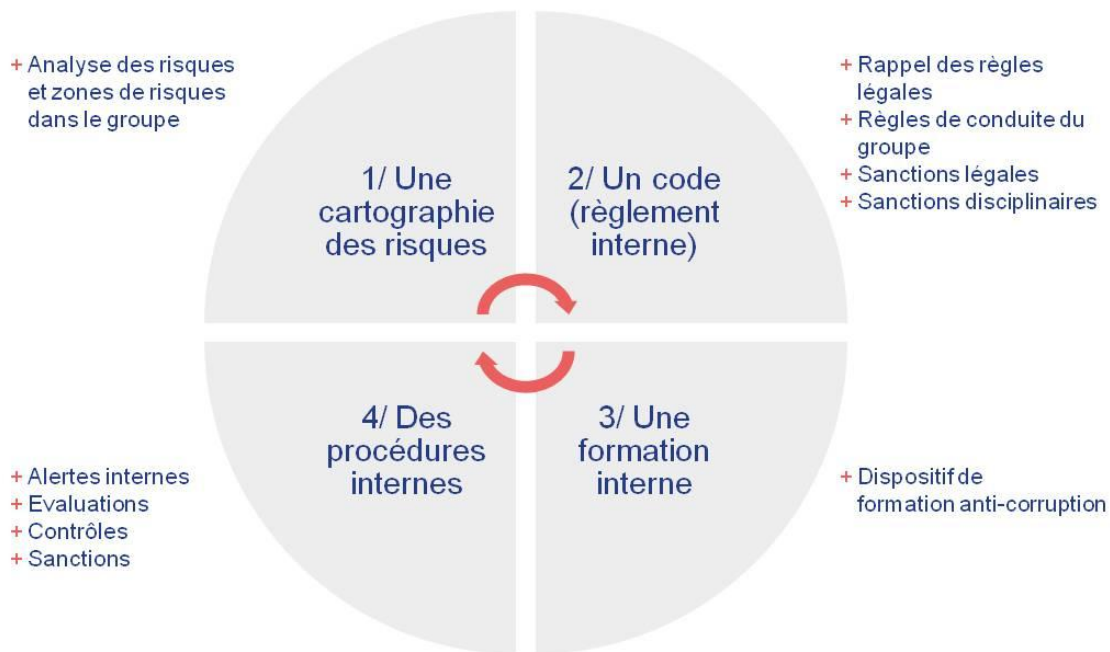 + Analyse des risques
et zones de risques
dans le groupe
1/ Une
cartographie
des risques
2/ Un code
(règlement
interne)
+ Rappel des règles
légales
+ Règles de conduite du
groupe
+ Sanctions légales
+ Sanctions disciplinaires
+ Alertes internes
+ Evaluations
+ Contrôles
+ Sanctions
4/ Des
procédures
internes
3/ Une
formation
interne
+ Dispositif de
formation anti-corruption